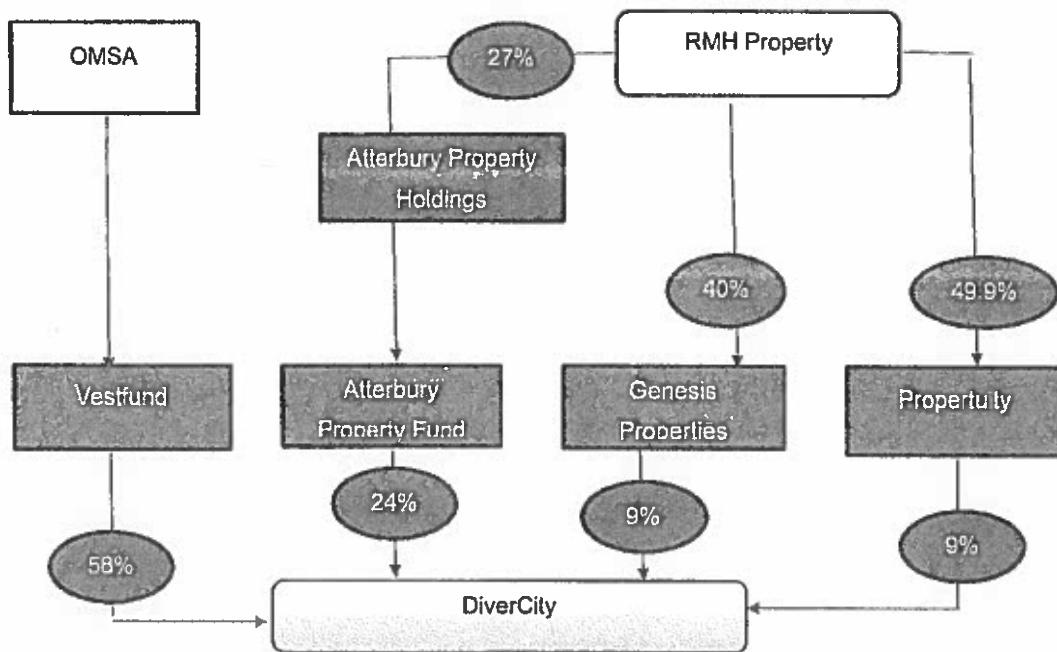 OMSA
27%
RMH Property
Atterbury Property
Holdings
40%
49.9%
Vestfund
Atterbury
Property Fund
Genesis
Properties
Propertuity
24%
9%
58%
9%
DiverCity